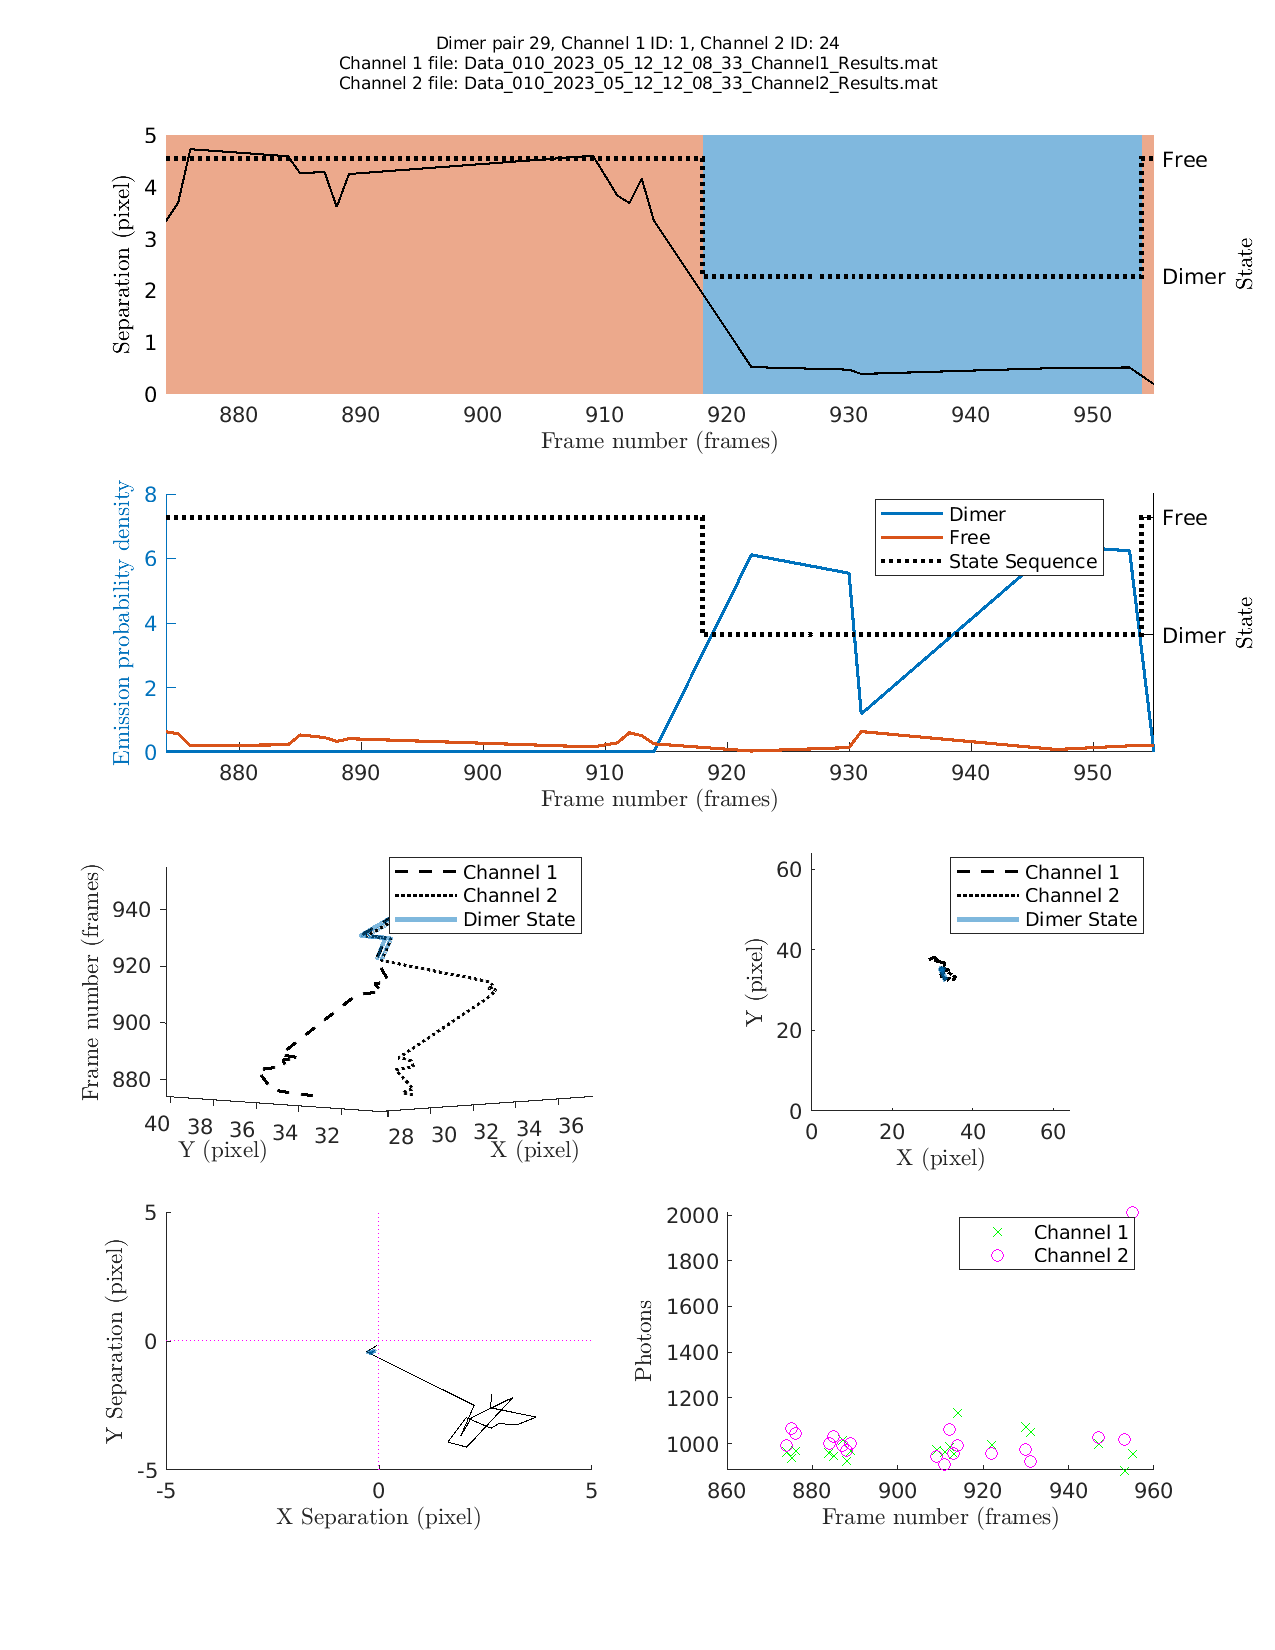 Dimer pair 29, Channel 1 ID: 1, Channel 2 ID: 24
Channel 1 file: Data_010_2023_05_12_12_08_33_Channel1_Results.mat
Channel 2 file: Data_010_2023_05_12_12_08_33_Channel2_Results.mat
5
4
3
2
1
0
Separation (pixel)
Free
Dimer
State
880 890 900 910 920 930 940 950
Frame number (frames)
8
6
4
2
0
Emission probability density
Dimer
Free
State Sequence
Free
Dimer
State
880 890 900 910 920 930 940 950
Frame number (frames)
940
920
900
880
Frame number (frames)
Channel 1
Channel 2
Dimer State
40 38 36 34 32
Y (pixel)
28 30 32 34 36
X (pixel)
60
40
20
0
Y (pixel)
Channel 1
Channel 2
Dimer State
0 20 40 60
X (pixel)
5
0
-5
Y Separation (pixel)
-5 0 5
X Separation (pixel)
2000
1800
1600
1400
1200
1000
Photons
Channel 1
Channel 2
860 880 900 920 940 960
Frame number (frames)